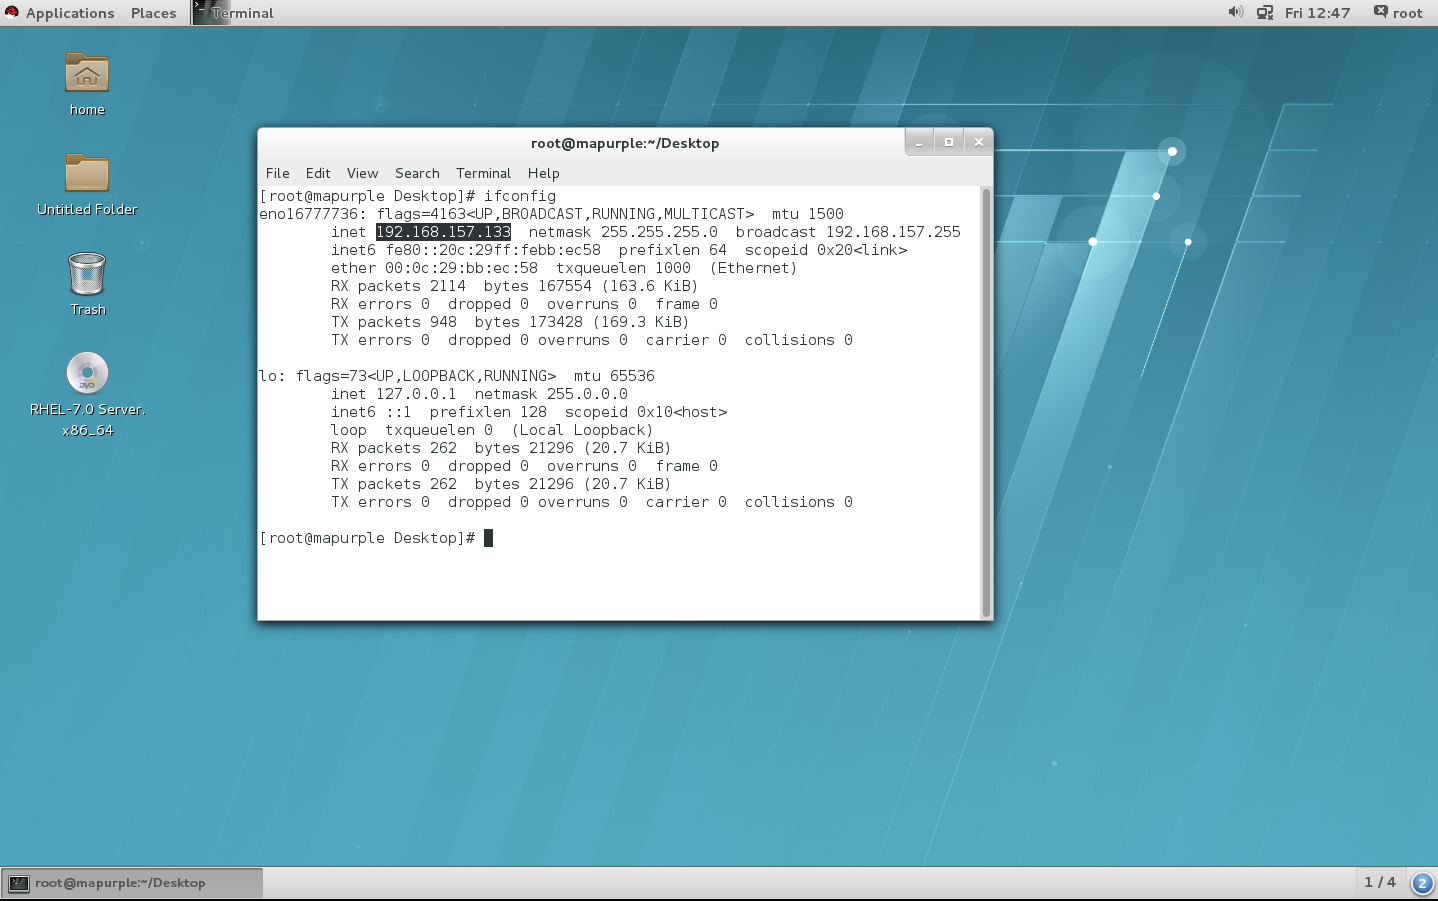 Applications Places Terminal Fri 12:47 root
home
Untitled Folder
Trash
DVD
RHEL-7.0 Server.
x86_64
root@mapurple:~/Desktop
File Edit View Search Terminal Help
[root@mapurple Desktop]# ifconfig
eno16777736: flags=4163<UP,BROADCAST,RUNNING,MULTICAST>  mtu 1500
        inet 192.168.157.133  netmask 255.255.255.0  broadcast 192.168.157.255
        inet6 fe80::20c:29ff:febb:ec58  prefixlen 64  scopeid 0x20<link>
        ether 00:0c:29:bb:ec:58  txqueuelen 1000  (Ethernet)
        RX packets 2114  bytes 167554 (163.6 KiB)
        RX errors 0  dropped 0  overruns 0  frame 0
        TX packets 948  bytes 173428 (169.3 KiB)
        TX errors 0  dropped 0 overruns 0  carrier 0  collisions 0
lo: flags=73<UP,LOOPBACK,RUNNING>  mtu 65536
        inet 127.0.0.1  netmask 255.0.0.0
        inet6 ::1  prefixlen 128  scopeid 0x10<host>
        loop  txqueuelen 0  (Local Loopback)
        RX packets 262  bytes 21296 (20.7 KiB)
        RX errors 0  dropped 0  overruns 0  frame 0
        TX packets 262  bytes 21296 (20.7 KiB)
        TX errors 0  dropped 0 overruns 0  carrier 0  collisions 0
[root@mapurple Desktop]#
root@mapurple:~/Desktop 1 / 4 2